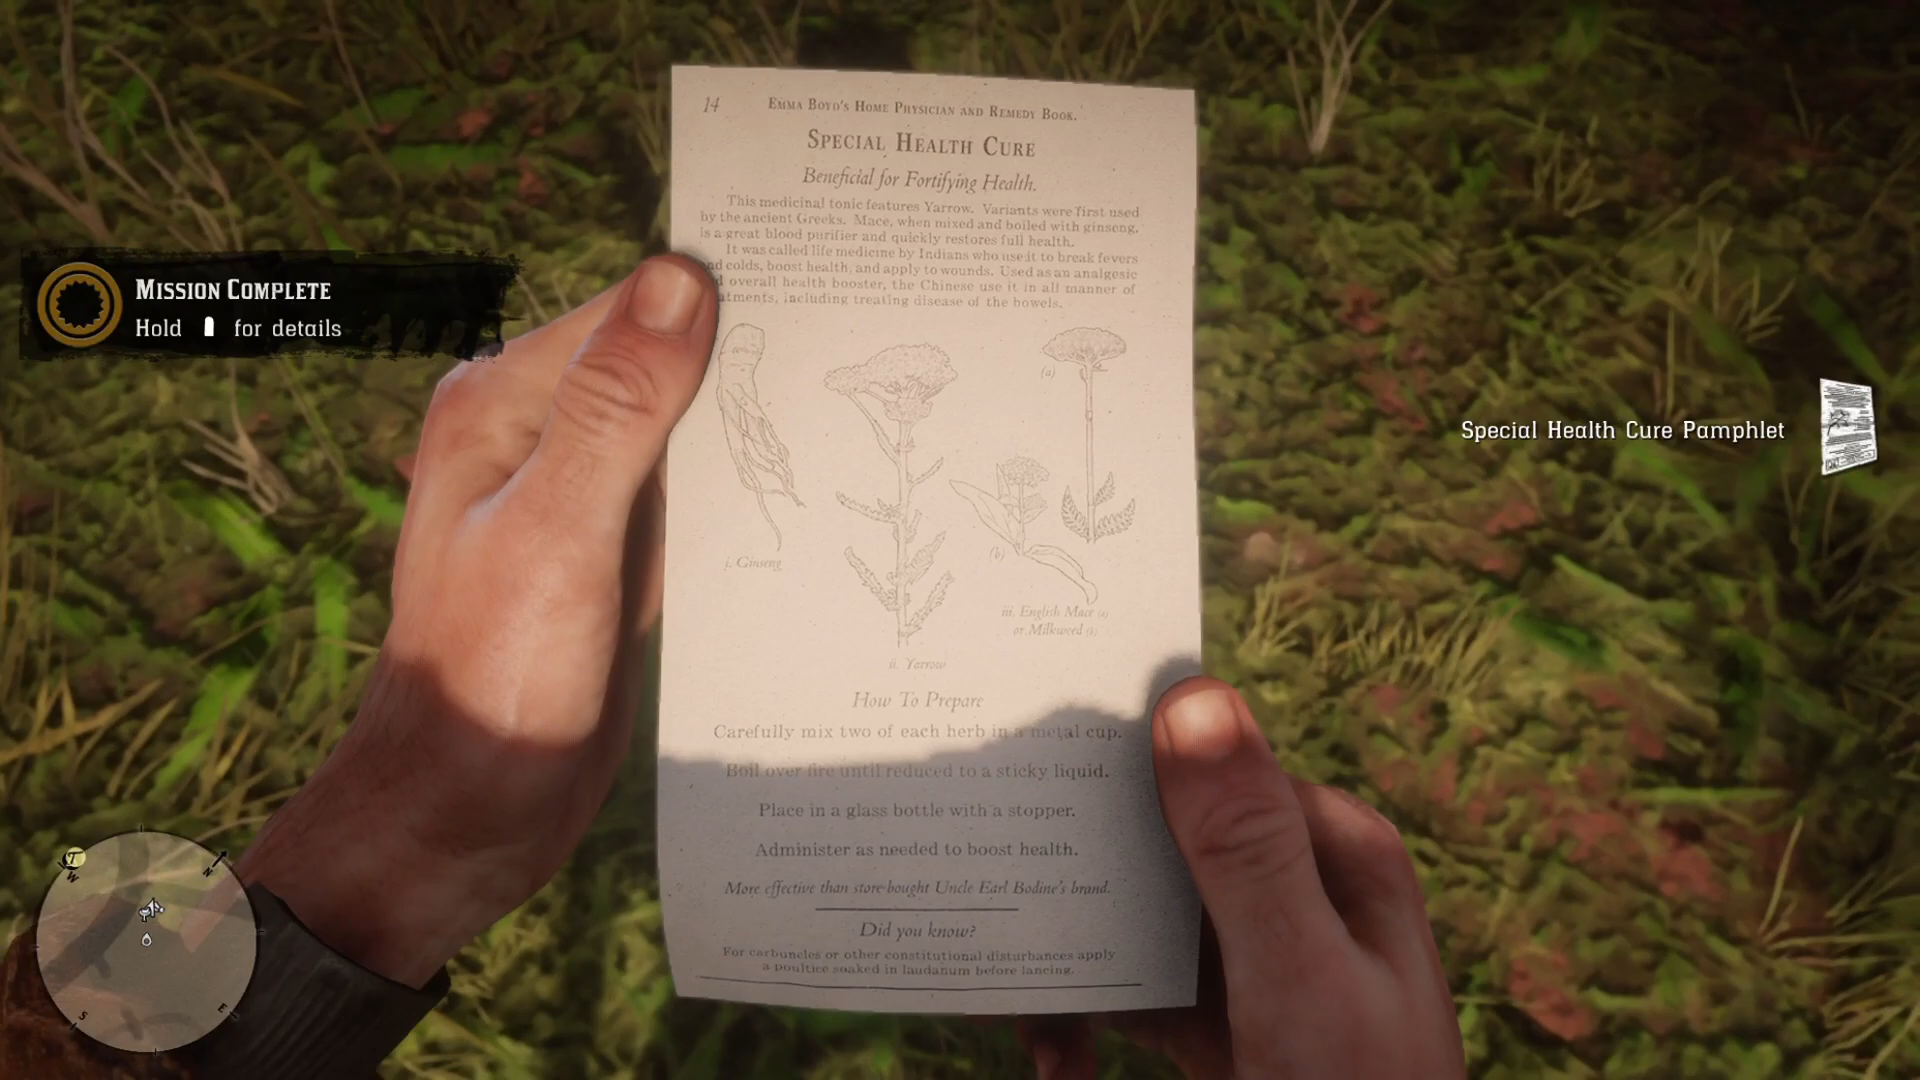 14 Emma Boyd's Home Physician and Remedy Book.
Special Health Cure
Beneficial for Fortifying Health.
This medicinal tonic features Yarrow. Variants were first used
by the ancient Greeks. Mace, when mixed and boiled with ginseng,
is a great blood purifier and quickly restores full health.
It was called life medicine by Indians who use it to break fevers
and colds, boost health, and apply to wounds. Used as an analgesic
overall health booster, the Chinese use it in all manner of
atments, including treating disease of the bowels.
(a)
(b)
i. Ginseng
iii. English Mace (a)
or Milkweed (b)
ii. Yarrow
How To Prepare
Carefully mix two of each herb in a metal cup.
Boil over fire until reduced to a sticky liquid.
Place in a glass bottle with a stopper.
Administer as needed to boost health.
More effective than store-bought Uncle Earl Bodine's brand.
Did you know?
For carbuncles or other constitutional disturbances apply
a poultice soaked in laudanum before lancing.
Mission Complete
Hold for details
Special Health Cure Pamphlet
W
N
S
E
T